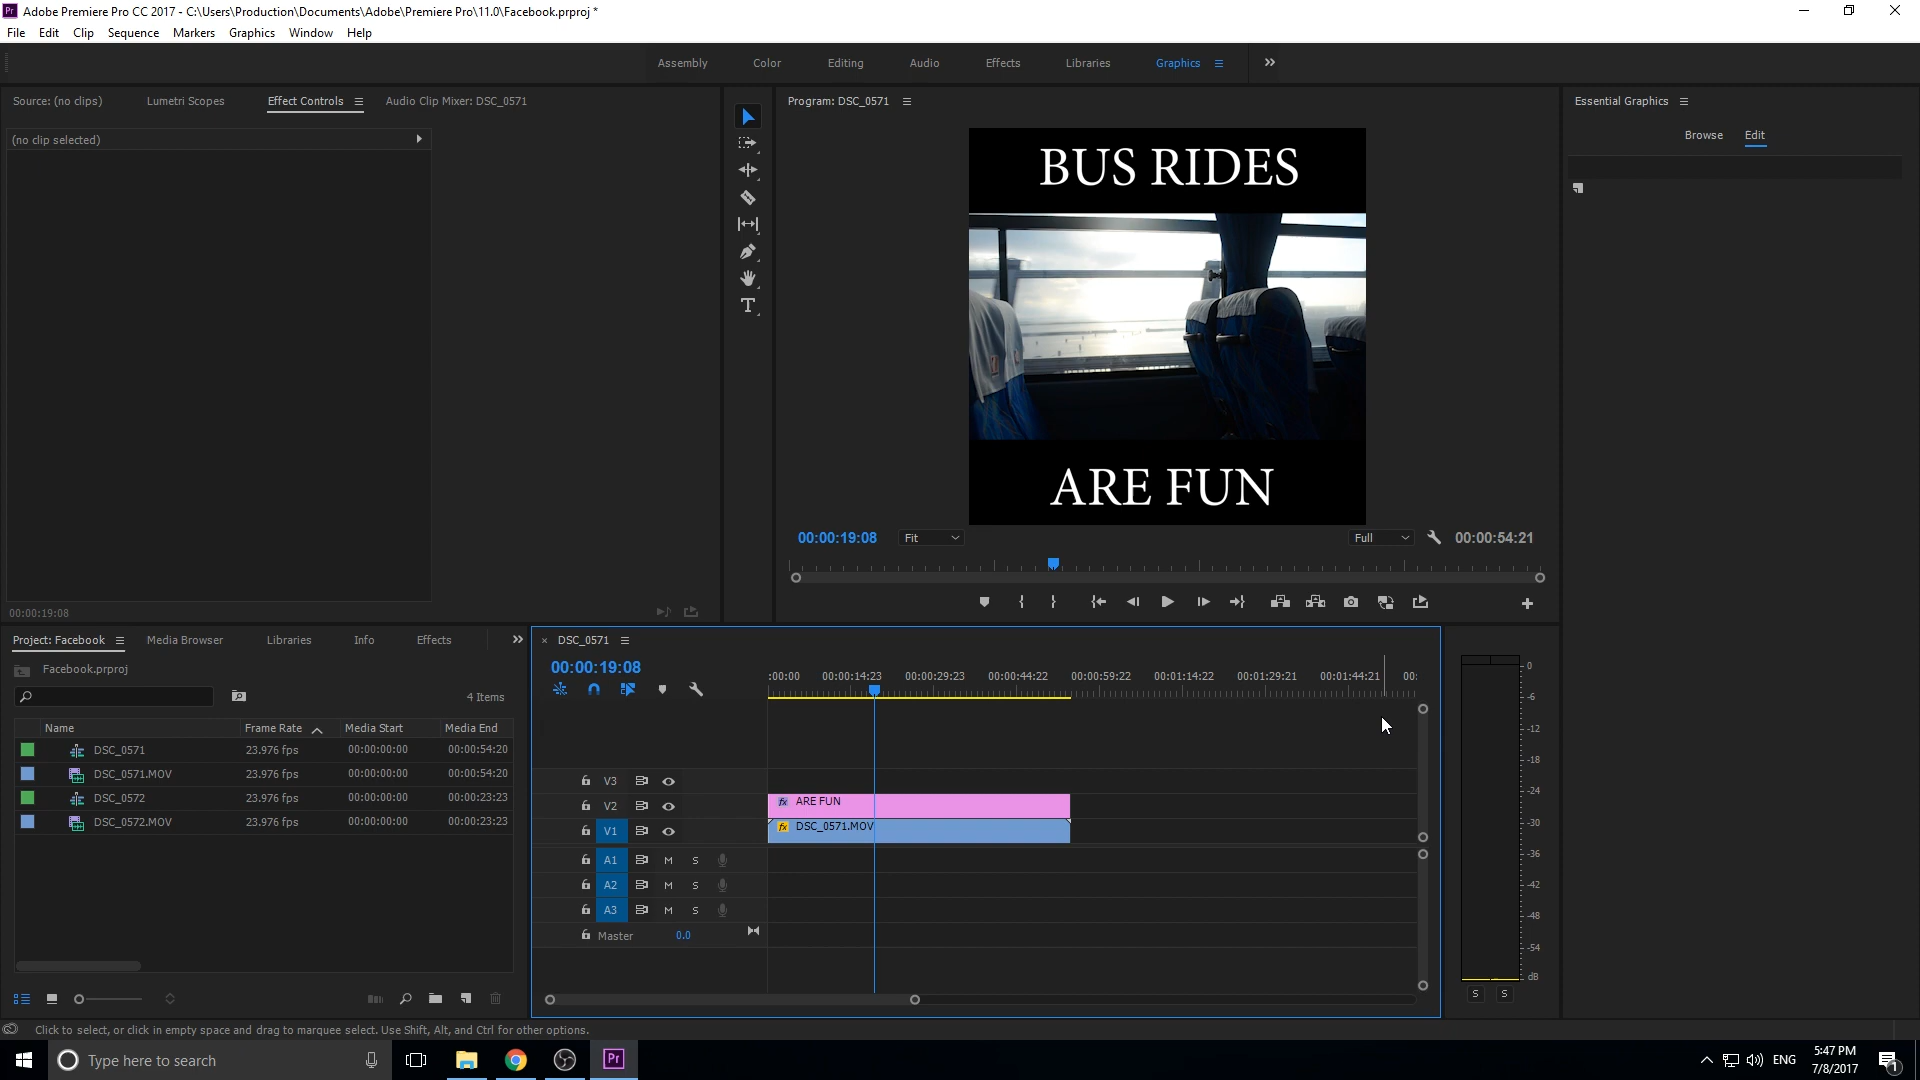 Adobe Premiere Pro CC 2017 - C:\Users\Production\Documents\Adobe\Premiere Pro\11.0\Facebook.prproj *
File Edit Clip Sequence Markers Graphics Window Help
Assembly Color Editing Audio Effects Libraries Graphics
Source: (no clips) Lumetri Scopes Effect Controls Audio Clip Mixer: DSC_0571
Program: DSC_0571
Essential Graphics
(no clip selected)
Browse Edit
BUS RIDES
ARE FUN
00:00:19:08 Fit Full 00:00:54:21
00:00:19:08
Project: Facebook Media Browser Libraries Info Effects
Facebook.prproj
4 Items
Name Frame Rate Media Start Media End
DSC_0571 23.976 fps 00:00:00:00 00:00:54:20
DSC_0571.MOV 23.976 fps 00:00:00:00 00:00:54:20
DSC_0572 23.976 fps 00:00:00:00 00:00:23:23
DSC_0572.MOV 23.976 fps 00:00:00:00 00:00:23:23
× DSC_0571
00:00:19:08
:00:00 00:00:14:23 00:00:29:23 00:00:44:22 00:00:59:22 00:01:14:22 00:01:29:21 00:01:44:21 00:
V3
V2 fx ARE FUN
V1 fx DSC_0571.MOV
A1 M S
A2 M S
A3 M S
Master 0.0
0
-6
-12
-18
-24
-30
-36
-42
-48
-54
dB
S S
Click to select, or click in empty space and drag to marquee select. Use Shift, Alt, and Ctrl for other options.
Type here to search
Pr
ENG
5:47 PM
7/8/2017
1